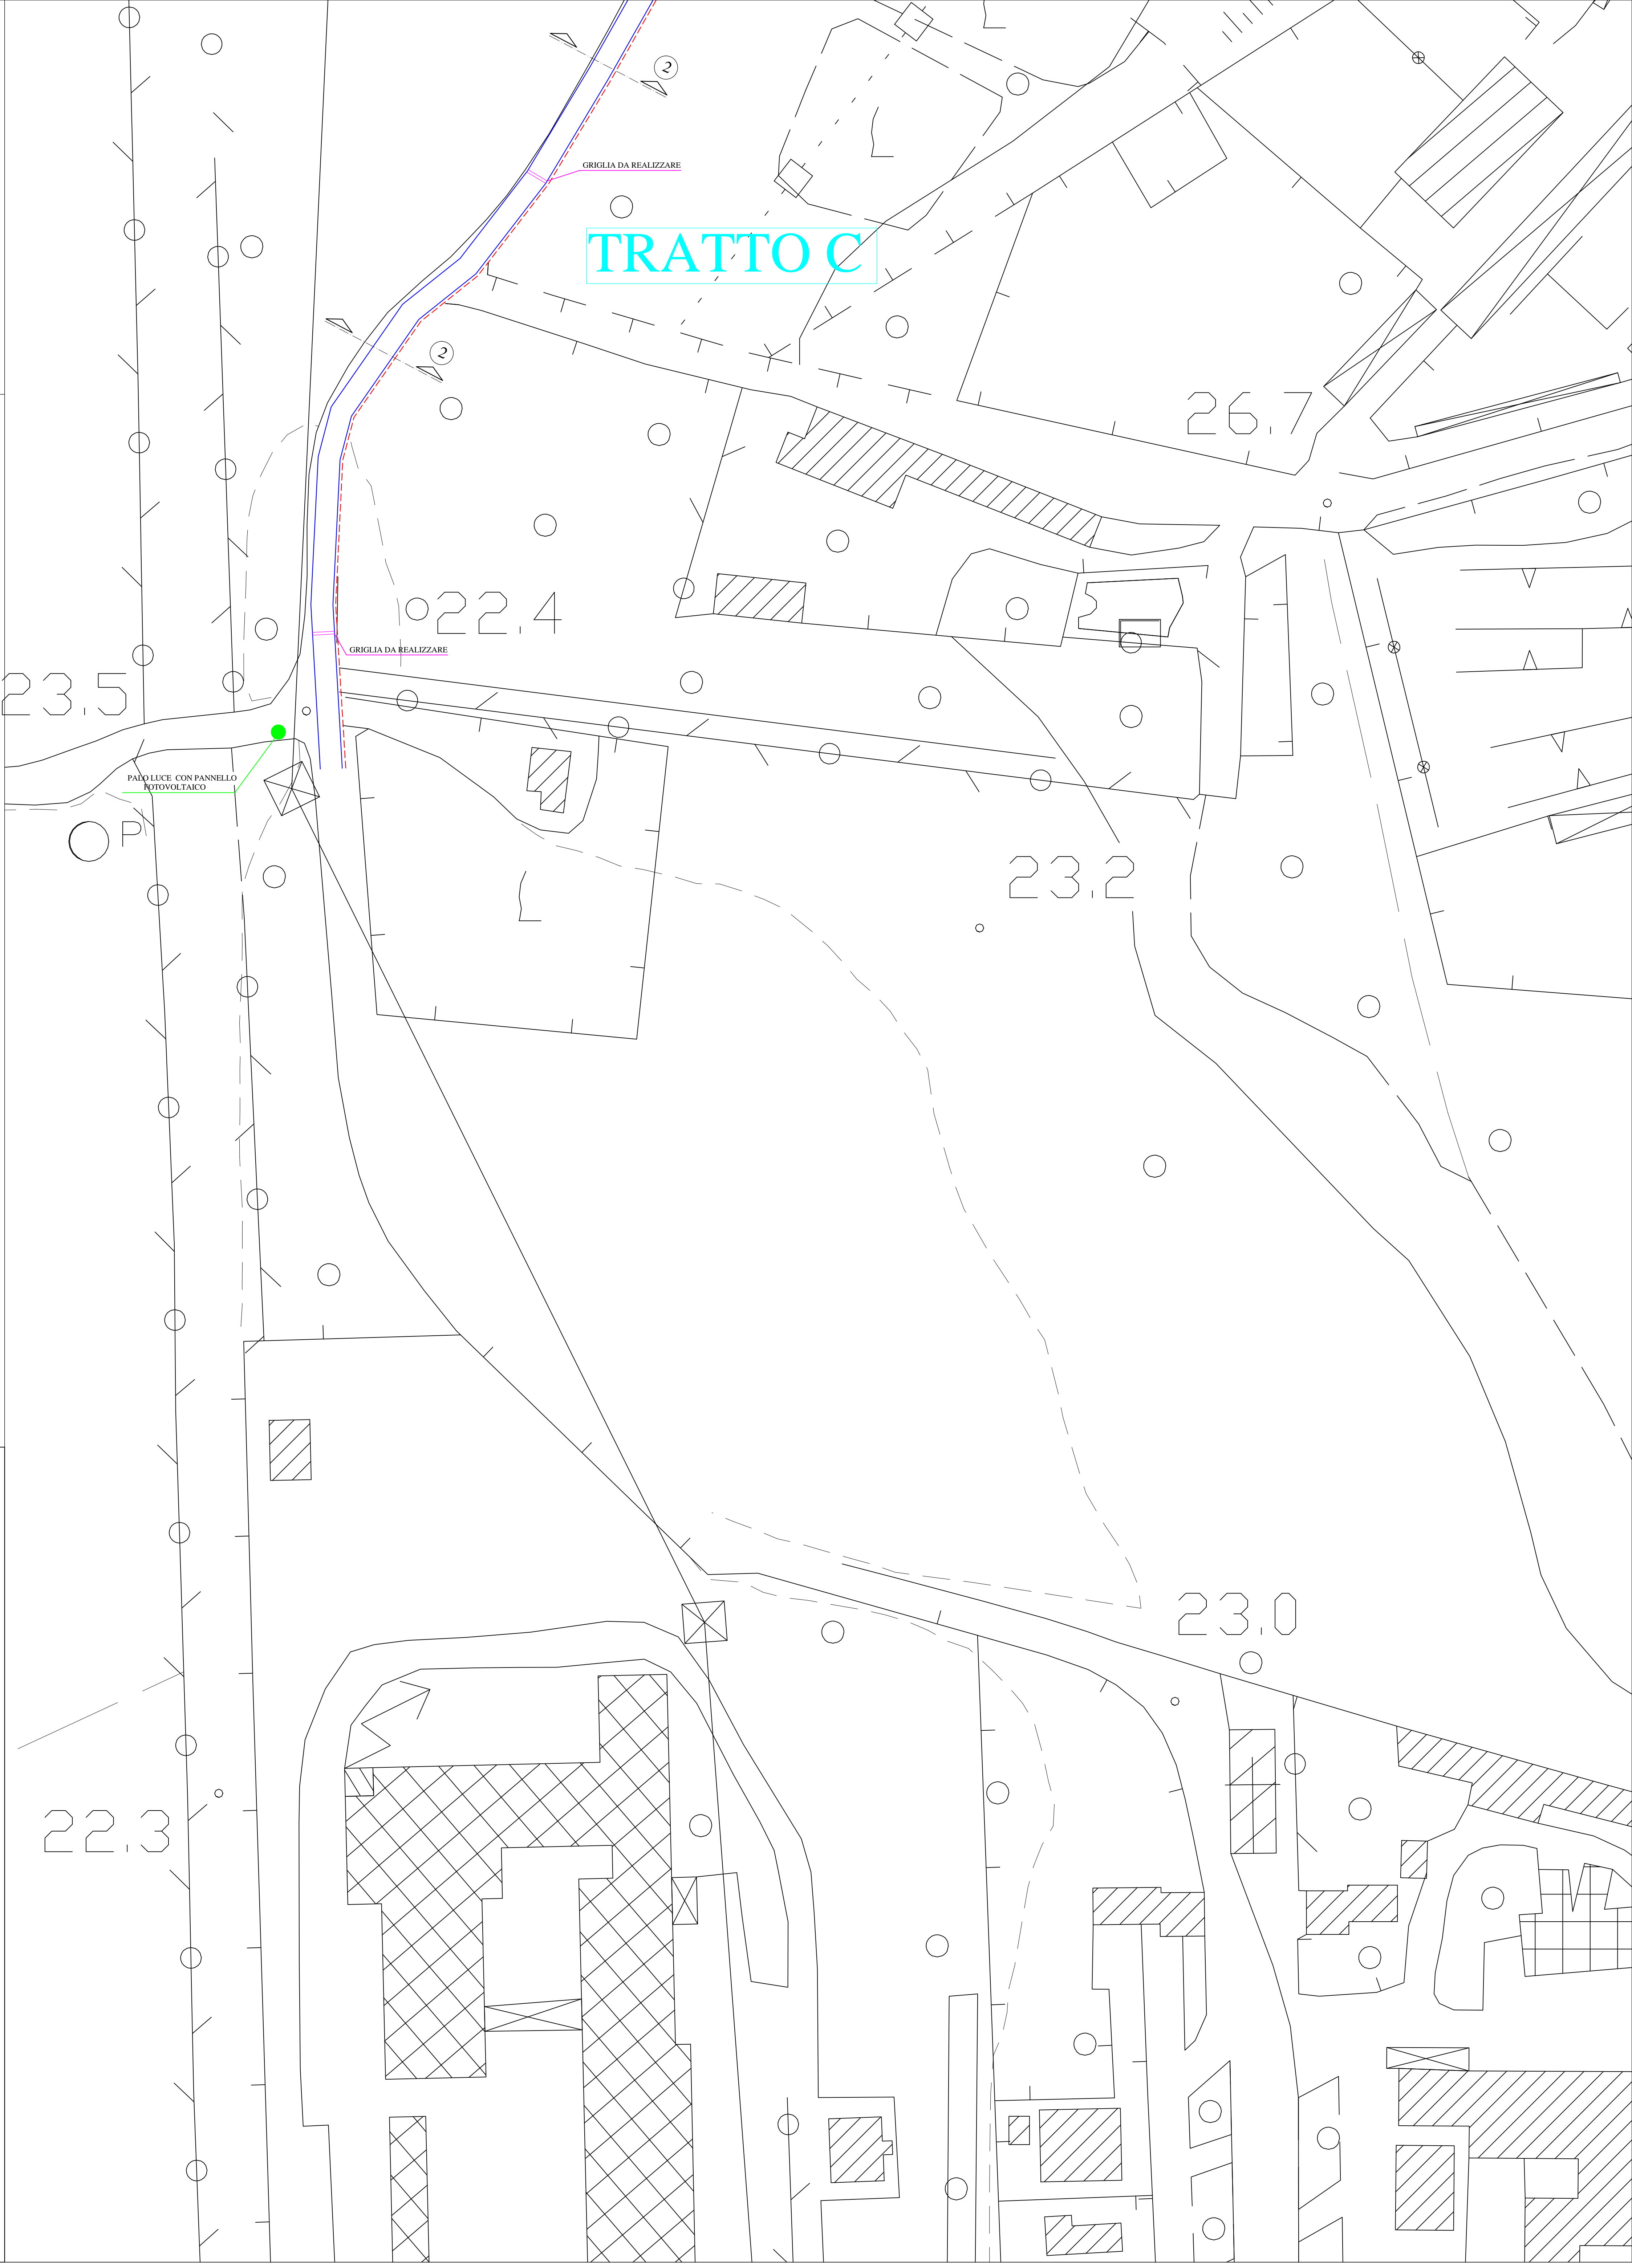 2
GRIGLIA DA REALIZZARE
TRATTO C
2
26.7
22.4
GRIGLIA DA REALIZZARE
23.5
PALO LUCE CON PANNELLO
FOTOVOLTAICO
P
23.2
23.0
22.3